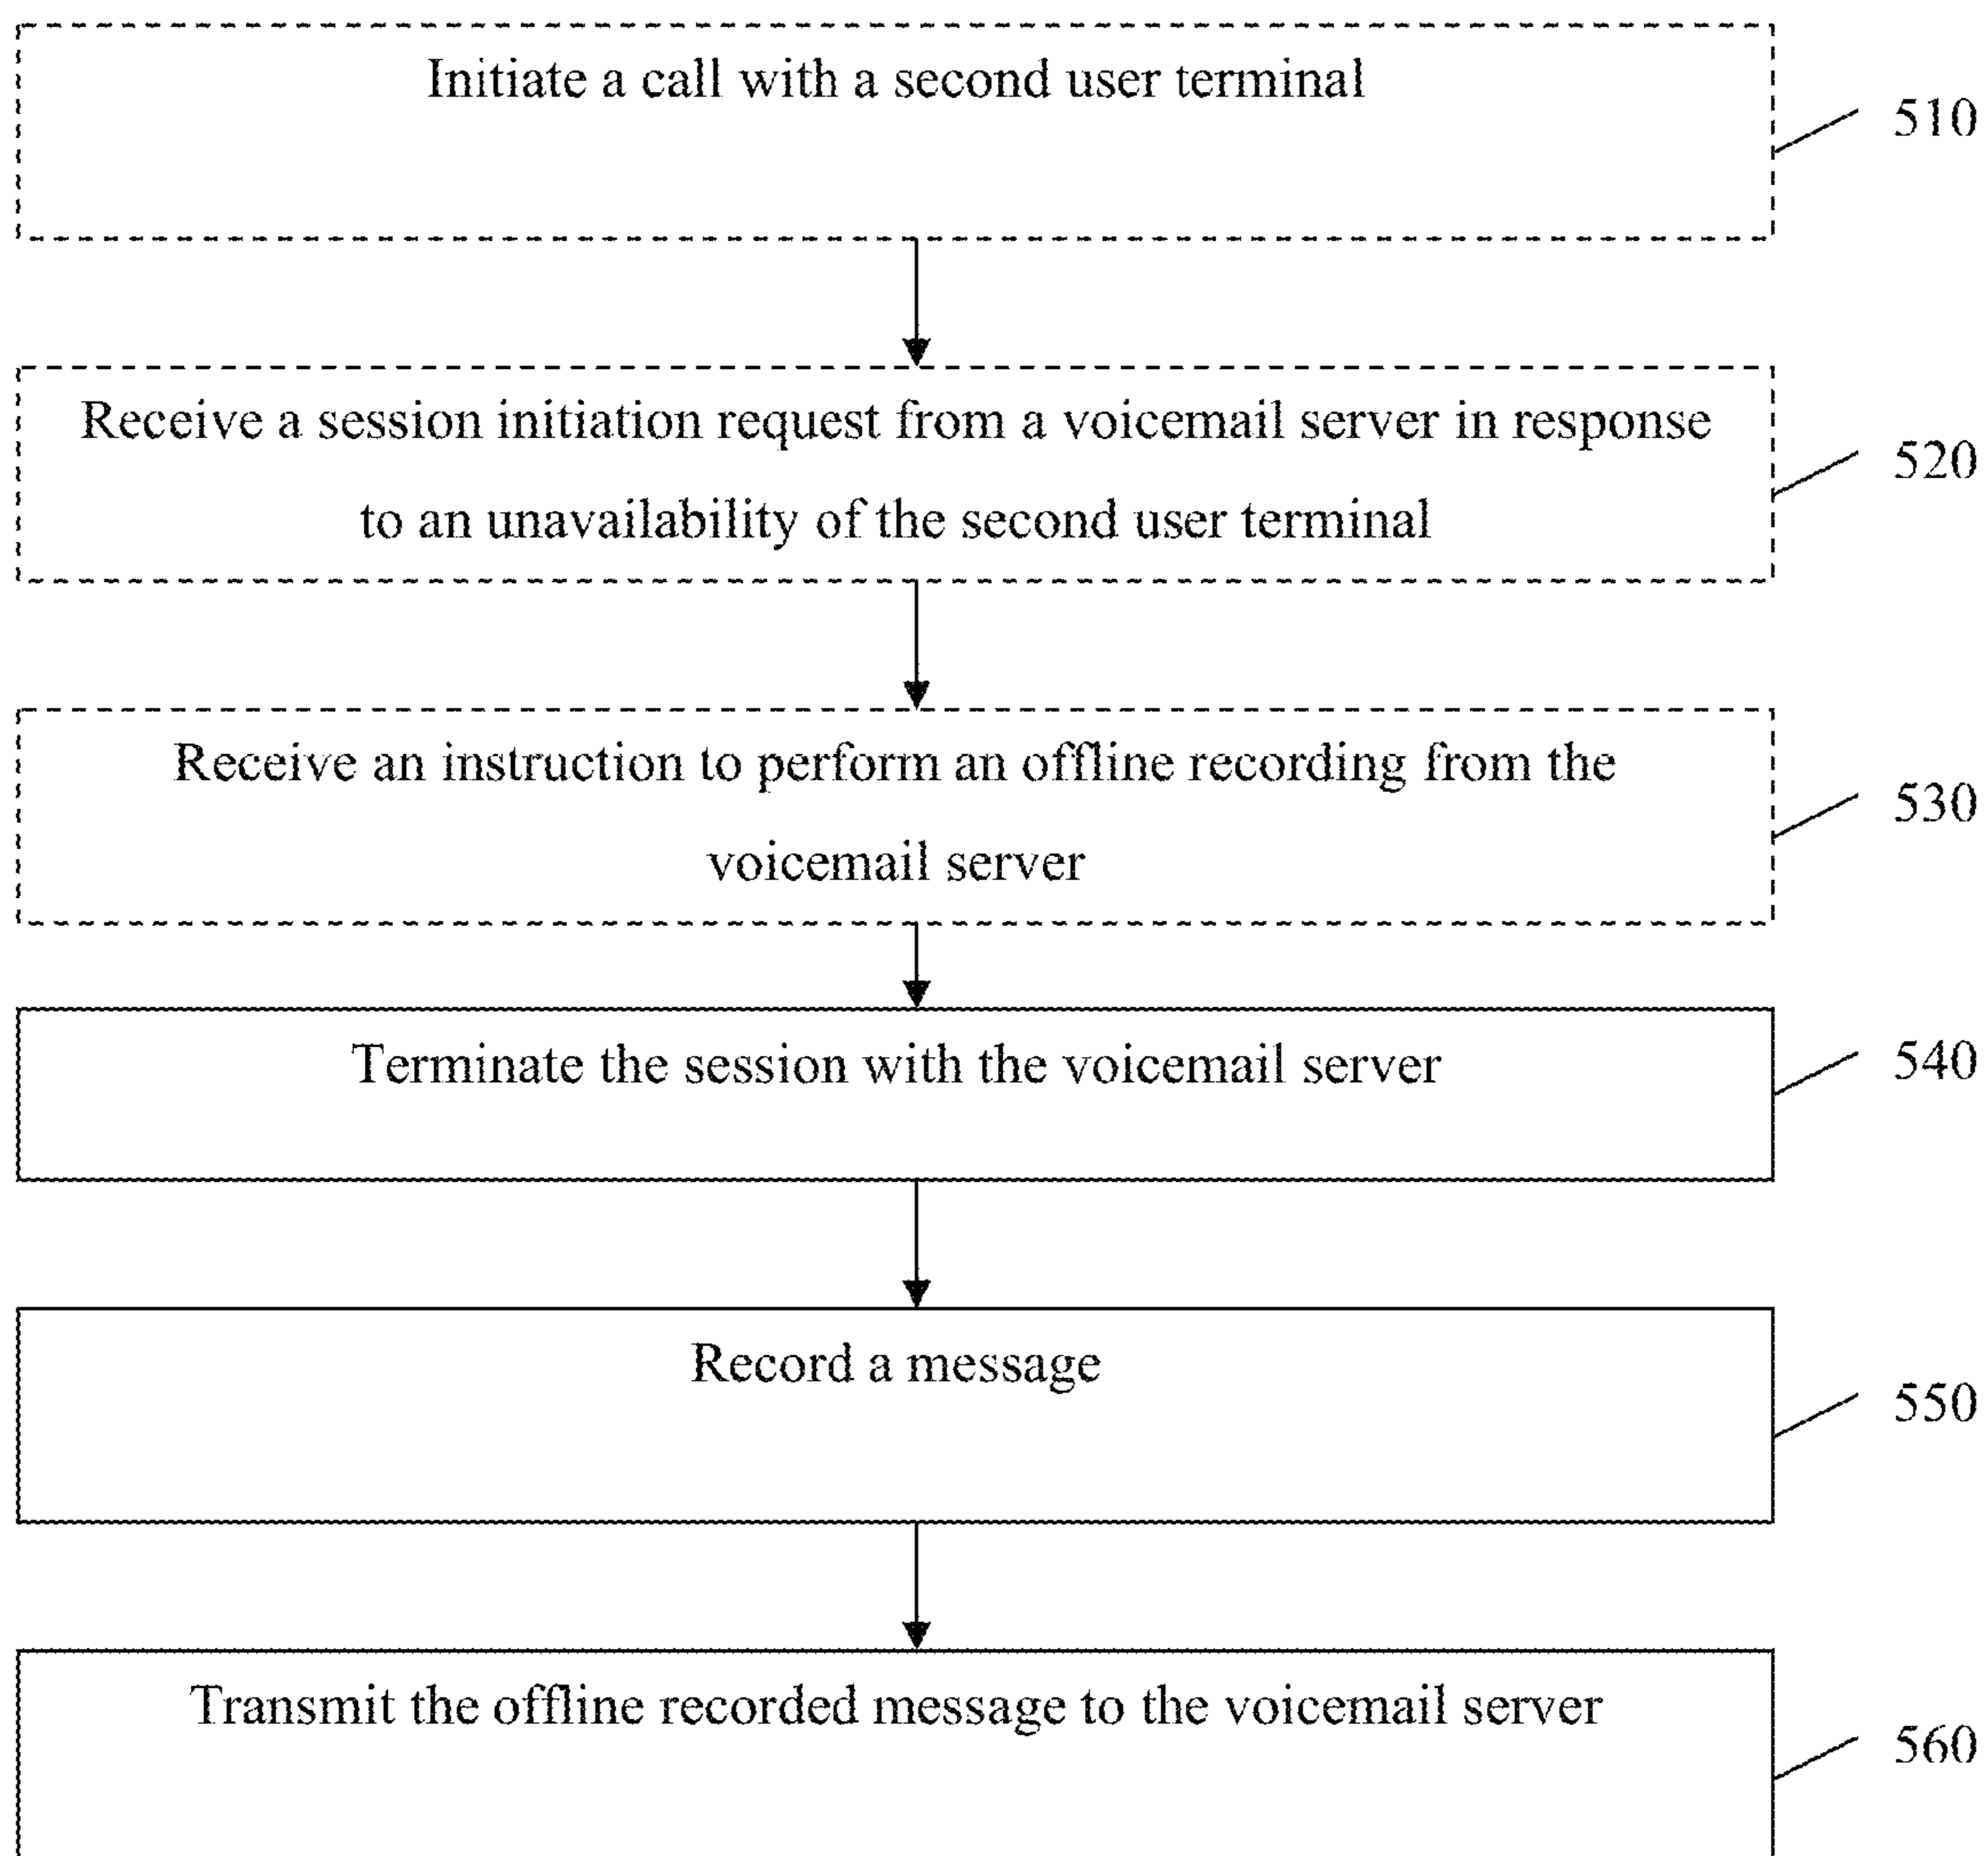 Initiate a call with a second user terminal
510
Receive a session initiation request from a voicemail server in response
to an unavailability of the second user terminal
520
Receive an instruction to perform an offline recording from the
voicemail server
530
Terminate the session with the voicemail server
540
Record a message
550
Transmit the offline recorded message to the voicemail server
560